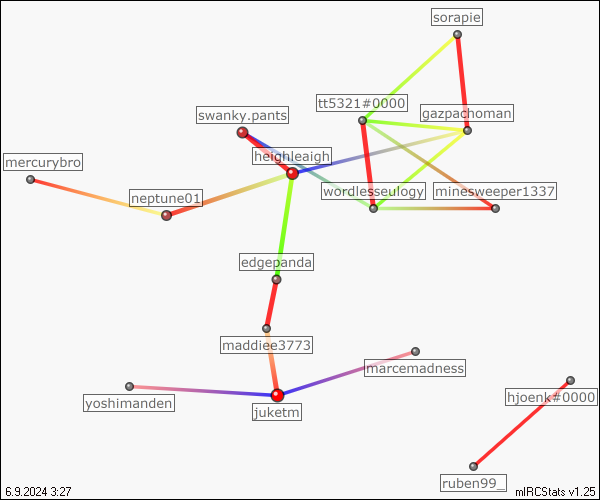 sorapie
tt5321#0000
swanky.pants
gazpachoman
heighleaigh
mercurybro
neptune01
wordlesseulogy
minesweeper1337
edgepanda
maddiee3773
marcemadness
yoshimanden
juketm
hjoenk#0000
ruben99_
6.9.2024 3:27
mIRCStats v1.25